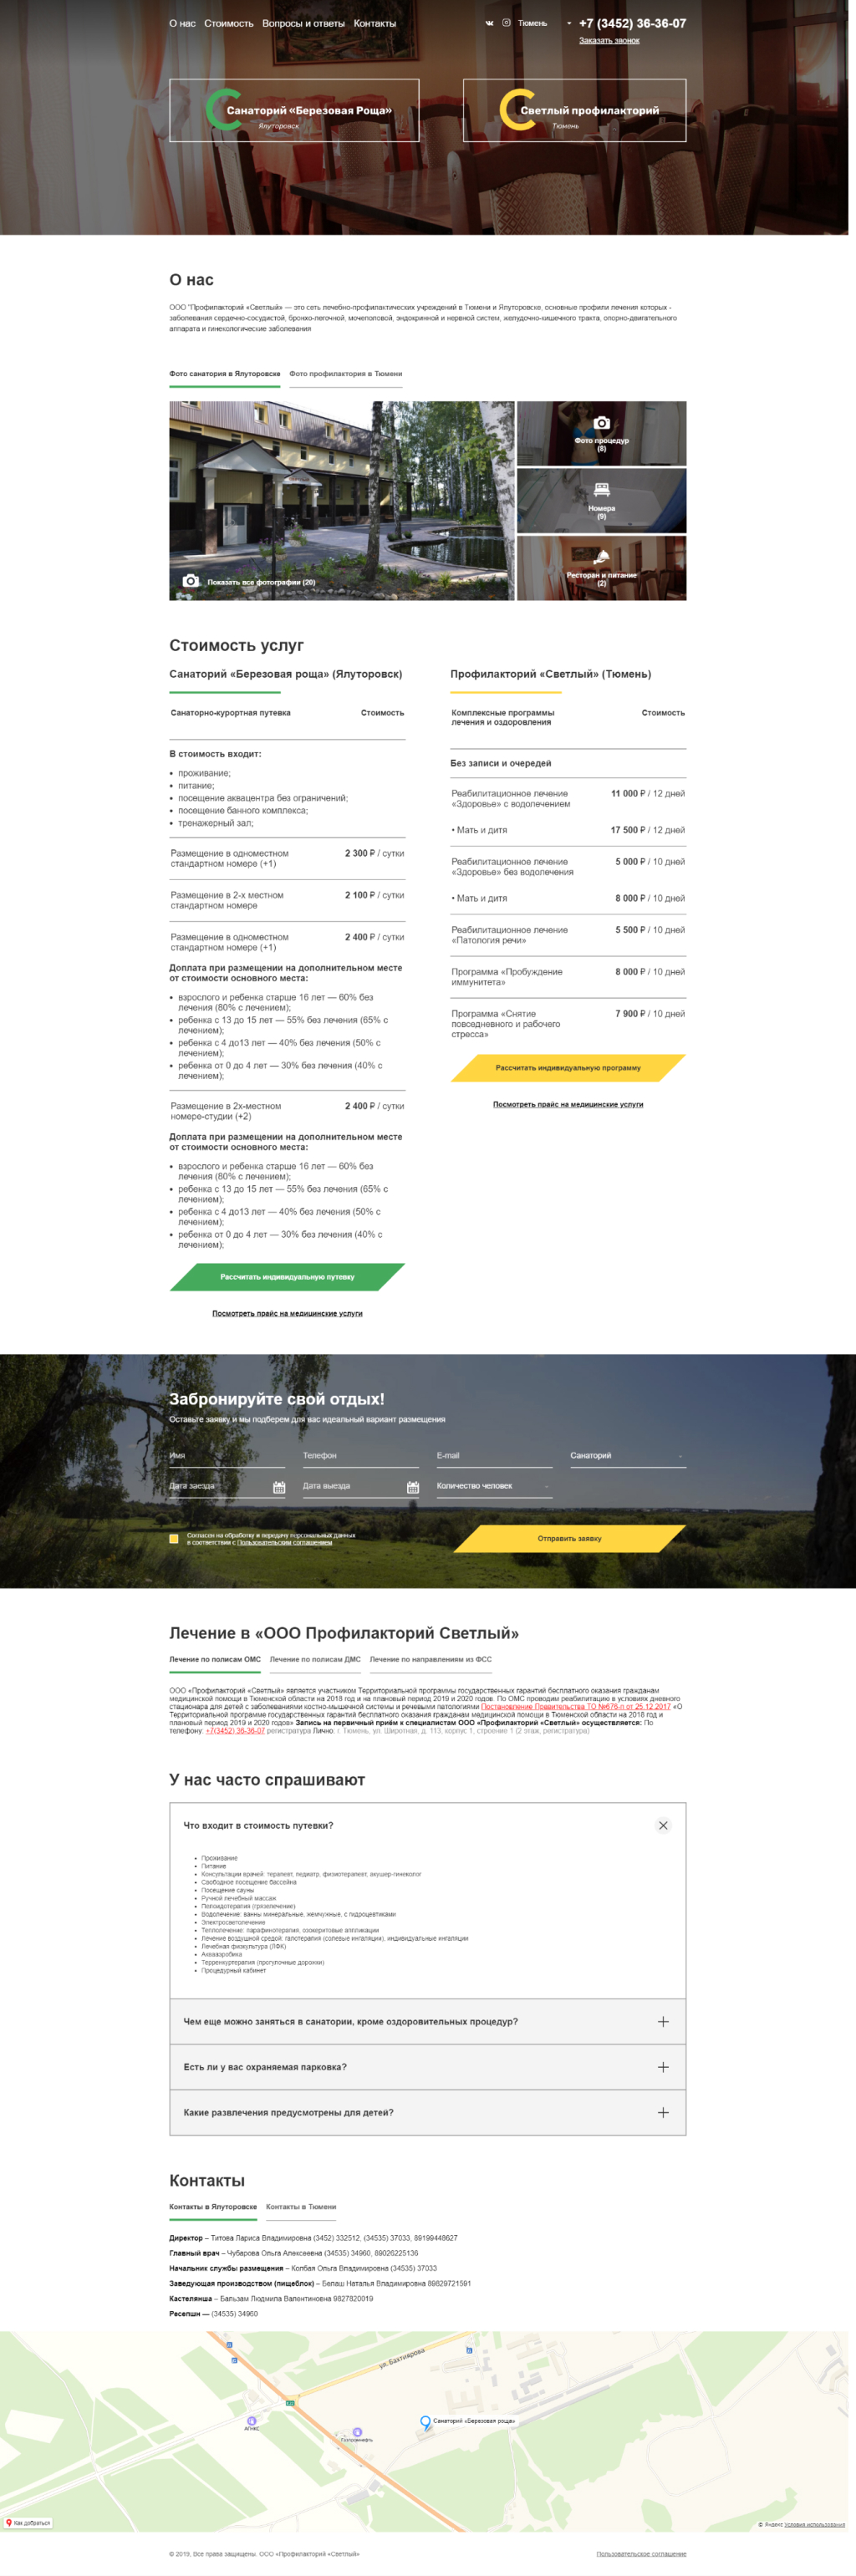 О нас Стоимость Вопросы и ответы Контакты
Тюмень
+7 (3452) 36-36-07
Заказать звонок
Санаторий «Березовая Роща»
Ялуторовск
Светлый профилакторий
Тюмень
О нас
ООО "Профилакторий «Светлый» — это сеть лечебно-профилактических учреждений в Тюмени и Ялуторовске, основные профили лечения которых -
заболевания сердечно-сосудистой, бронхо-легочной, мочеполовой, эндокринной и нервной систем, желудочно-кишечного тракта, опорно-двигательного
аппарата и гинекологические заболевания
Фото санатория в Ялуторовске Фото профилактория в Тюмени
Показать все фотографии (20)
Фото процедур
(8)
Номера
(9)
Ресторан и питание
(2)
Стоимость услуг
Санаторий «Березовая роща» (Ялуторовск)
Санаторно-курортная путевка Стоимость
В стоимость входит:
• проживание;
• питание;
• посещение аквацентра без ограничений;
• посещение банного комплекса;
• тренажерный зал;
Размещение в одноместном 2 300 ₽ / сутки
стандартном номере (+1)
Размещение в 2-х местном 2 100 ₽ / сутки
стандартном номере
Размещение в одноместном 2 400 ₽ / сутки
стандартном номере (+1)
Доплата при размещении на дополнительном месте
от стоимости основного места:
• взрослого и ребенка старше 16 лет — 60% без
лечения (80% с лечением);
• ребенка с 13 до 15 лет — 55% без лечения (65% с
лечением);
• ребенка с 4 до13 лет — 40% без лечения (50% с
лечением);
• ребенка от 0 до 4 лет — 30% без лечения (40% с
лечением);
Размещение в 2х-местном 2 400 ₽ / сутки
номере-студии (+2)
Доплата при размещении на дополнительном месте
от стоимости основного места:
• взрослого и ребенка старше 16 лет — 60% без
лечения (80% с лечением);
• ребенка с 13 до 15 лет — 55% без лечения (65% с
лечением);
• ребенка с 4 до13 лет — 40% без лечения (50% с
лечением);
• ребенка от 0 до 4 лет — 30% без лечения (40% с
лечением);
Рассчитать индивидуальную путевку
Посмотреть прайс на медицинские услуги
Профилакторий «Светлый» (Тюмень)
Комплексные программы Стоимость
лечения и оздоровления
Без записи и очередей
Реабилитационное лечение 11 000 ₽ / 12 дней
«Здоровье» с водолечением
• Мать и дитя 17 500 ₽ / 12 дней
Реабилитационное лечение 5 000 ₽ / 10 дней
«Здоровье» без водолечения
• Мать и дитя 8 000 ₽ / 10 дней
Реабилитационное лечение 5 500 ₽ / 10 дней
«Патология речи»
Программа «Пробуждение 8 000 ₽ / 10 дней
иммунитета»
Программа «Снятие 7 900 ₽ / 10 дней
повседневного и рабочего
стресса»
Рассчитать индивидуальную программу
Посмотреть прайс на медицинские услуги
Забронируйте свой отдых!
Оставьте заявку и мы подберем для вас идеальный вариант размещения
Имя Телефон E-mail Санаторий
Дата заезда Дата выезда Количество человек
Согласен на обработку и передачу персональных данных
в соответствии с Пользовательским соглашением
Отправить заявку
Лечение в «ООО Профилакторий Светлый»
Лечение по полисам ОМС Лечение по полисам ДМС Лечение по направлениям из ФСС
ООО «Профилакторий «Светлый» является участником Территориальной программы государственных гарантий бесплатного оказания гражданам
медицинской помощи в Тюменской области на 2018 год и на плановый период 2019 и 2020 годов. По ОМС проводим реабилитацию в условиях дневного
стационара для детей с заболеваниями костно-мышечной системы и речевыми патологиями Постановление Правительства ТО №676-п от 25.12.2017 «О
Территориальной программе государственных гарантий бесплатного оказания гражданам медицинской помощи в Тюменской области на 2018 год и
плановый период 2019 и 2020 годов» Запись на первичный приём к специалистам ООО «Профилакторий «Светлый» осуществляется: По
телефону: +7(3452) 36-36-07 регистратура Лично: г. Тюмень, ул. Широтная, д. 113, корпус 1, строение 1 (2 этаж, регистратура)
У нас часто спрашивают
Что входит в стоимость путевки?
• Проживание
• Питание
• Консультации врачей: терапевт, педиатр, физиотерапевт, акушер-гинеколог
• Свободное посещение бассейна
• Посещение сауны
• Ручной лечебный массаж
• Пелоидотерапия (грязелечение)
• Водолечение: ванны минеральные, жемчужные, с гидроцевтиками
• Электросветолечение
• Теплолечение: парафинотерапия, озокеритовые аппликации
• Лечение воздушной средой: галотерапия (солевые ингаляции), индивидуальные ингаляции
• Лечебная физкультура (ЛФК)
• Аквааэробика
• Терренкуротерапия (прогулочные дорожки)
• Процедурный кабинет
Чем еще можно заняться в санатории, кроме оздоровительных процедур?
Есть ли у вас охраняемая парковка?
Какие развлечения предусмотрены для детей?
Контакты
Контакты в Ялуторовске Контакты в Тюмени
Директор – Титова Лариса Владимировна (3452) 332512, (34535) 37033, 89199448627
Главный врач – Чубарова Ольга Алексеевна (34535) 34960, 89026225136
Начальник службы размещения – Колбая Ольга Владимировна (34535) 37033
Заведующая производством (пищеблок) – Белаш Наталья Владимировна 89829721591
Кастелянша – Бальзам Людмила Валентиновна 9827820019
Ресепшн — (34535) 34960
ул. Бахтиярова
АГНКС
Газпромнефть
Санаторий «Березовая роща»
Как добраться
© Яндекс Условия использования
© 2019, Все права защищены. ООО «Профилакторий «Светлый»
Пользовательское соглашение